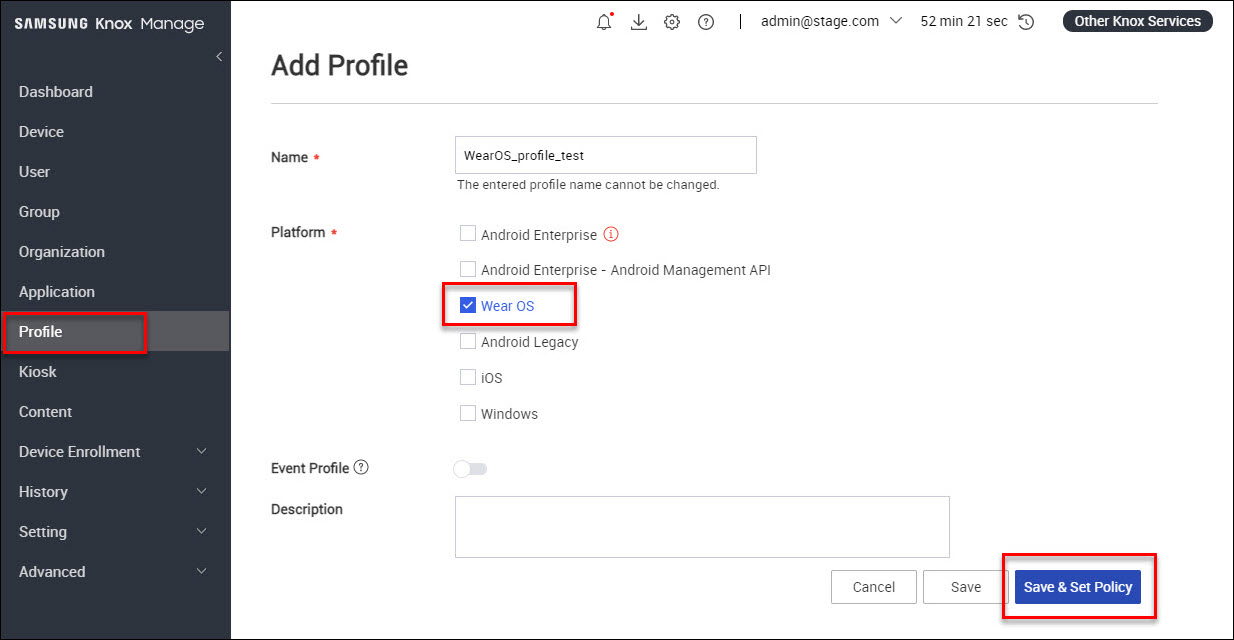 SAMSUNG Knox Manage
admin@stage.com
52 min 21 sec
Other Knox Services
Dashboard
Device
User
Group
Organization
Application
Profile
Kiosk
Content
Device Enrollment
History
Setting
Advanced
Add Profile
Name *
WearOS_profile_test
The entered profile name cannot be changed.
Platform *
Android Enterprise
Android Enterprise - Android Management API
Wear OS
Android Legacy
iOS
Windows
Event Profile
Description
Cancel
Save
Save & Set Policy